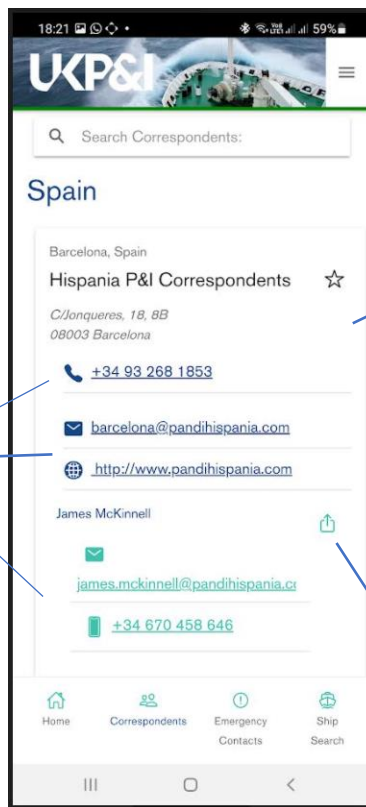 18:21 59%
UKP&I
Search Correspondents:
Spain
Barcelona, Spain
Hispania P&I Correspondents
C/Jonqueres, 18, 8B
08003 Barcelona
+34 93 268 1853
barcelona@pandihispania.com
http://www.pandihispania.com
James McKinnell
james.mckinnell@pandihispania.c
+34 670 458 646
Home Correspondents Emergency Contacts Ship Search